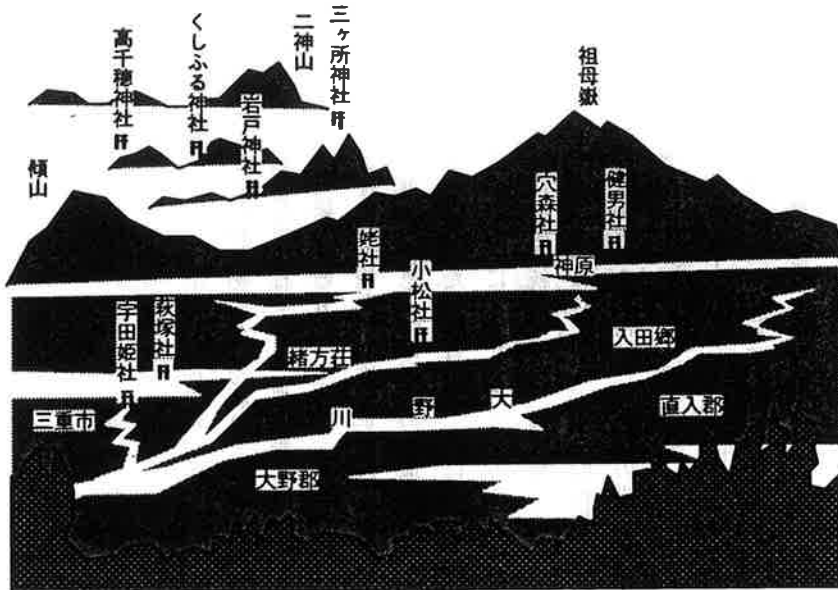 三ヶ所神社
二神山
くしふる神社
高千穂神社
岩戸神社
祖母嶽
傾山
健男社
穴森社
神原
姥社
小松社
萩塚社
宇田姫社
入田郷
緒方荘
三重市
大野川
直入郡
大野郡